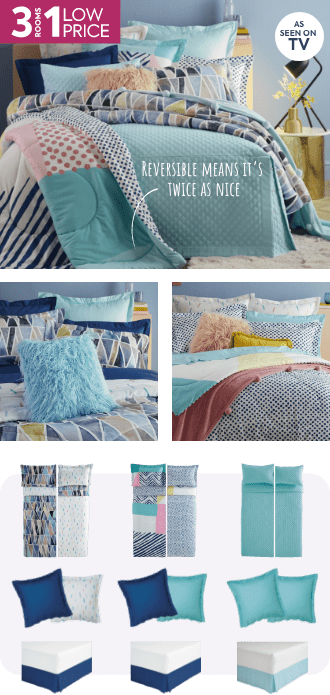 3 ROOMS 1 LOW PRICE
AS
SEEN ON
TV
REVERSIBLE MEANS IT'S
TWICE AS NICE